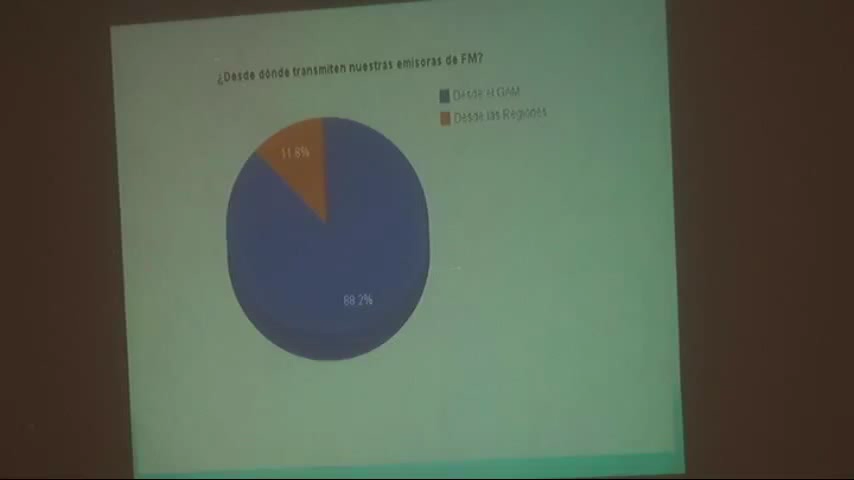 ¿Desde dónde transmiten nuestras emisoras de FM?
Desde el GAM
Desde las Regiones
11.8%
88.2%